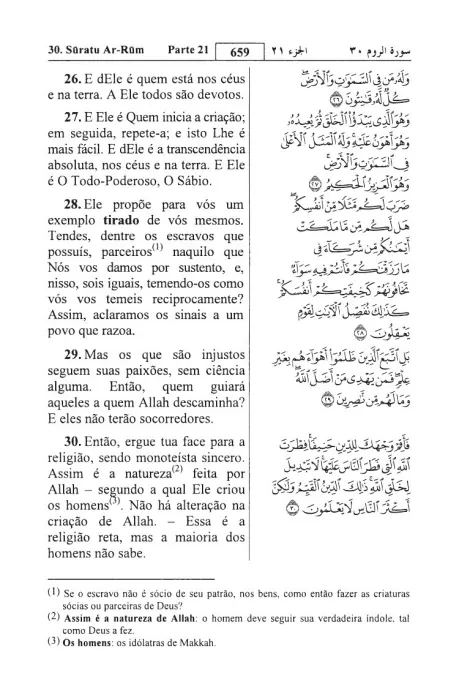 30. Sūratu Ar-Rūm Parte 21 659 الجزء ٢١ سورة الروم ٣٠
26. E dEle é quem está nos céus
e na terra. A Ele todos são devotos.
27. E Ele é Quem inicia a criação;
em seguida, repete-a; e isto Lhe é
mais fácil. E dEle é a transcendência
absoluta, nos céus e na terra. E Ele
é O Todo-Poderoso, O Sábio.
28. Ele propõe para vós um
exemplo tirado de vós mesmos.
Tendes, dentre os escravos que
possuís, parceiros(1) naquilo que
Nós vos damos por sustento, e,
nisso, sois iguais, temendo-os como
vós vos temeis reciprocamente?
Assim, aclaramos os sinais a um
povo que razoa.
29. Mas os que são injustos
seguem suas paixões, sem ciência
alguma. Então, quem guiará
aqueles a quem Allah descaminha?
E eles não terão socorredores.
30. Então, ergue tua face para a
religião, sendo monoteísta sincero.
Assim é a natureza(2) feita por
Allah – segundo a qual Ele criou
os homens(3). Não há alteração na
criação de Allah. – Essa é a
religião reta, mas a maioria dos
homens não sabe.
وَلَهُۥ مَن فِي ٱلسَّمَٰوَٰتِ وَٱلْأَرْضِۖ
كُلٌّ لَّهُۥ قَٰنِتُونَ ٢٦
وَهُوَ ٱلَّذِي يَبْدَؤُا۟ ٱلْخَلْقَ ثُمَّ يُعِيدُهُۥ
وَهُوَ أَهْوَنُ عَلَيْهِۚ وَلَهُ ٱلْمَثَلُ ٱلْأَعْلَىٰ
فِي ٱلسَّمَٰوَٰتِ وَٱلْأَرْضِۚ
وَهُوَ ٱلْعَزِيزُ ٱلْحَكِيمُ ٢٧
ضَرَبَ لَكُم مَّثَلًا مِّنْ أَنفُسِكُمْۖ
هَل لَّكُم مِّن مَّا مَلَكَتْ
أَيْمَٰنُكُم مِّن شُرَكَآءَ فِي
مَا رَزَقْنَٰكُمْ فَأَنتُمْ فِيهِ سَوَآءٌ
تَخَافُونَهُمْ كَخِيفَتِكُمْ أَنفُسَكُمْۚ
كَذَٰلِكَ نُفَصِّلُ ٱلْءَايَٰتِ لِقَوْمٍ
يَعْقِلُونَ ٢٨
بَلِ ٱتَّبَعَ ٱلَّذِينَ ظَلَمُوٓا۟ أَهْوَآءَهُم بِغَيْرِ
عِلْمٍۖ فَمَن يَهْدِي مَنْ أَضَلَّ ٱللَّهُۖ
وَمَا لَهُم مِّن نَّٰصِرِينَ ٢٩
فَأَقِمْ وَجْهَكَ لِلدِّينِ حَنِيفًاۚ فِطْرَتَ
ٱللَّهِ ٱلَّتِي فَطَرَ ٱلنَّاسَ عَلَيْهَاۚ لَا تَبْدِيلَ
لِخَلْقِ ٱللَّهِۚ ذَٰلِكَ ٱلدِّينُ ٱلْقَيِّمُ وَلَٰكِنَّ
أَكْثَرَ ٱلنَّاسِ لَا يَعْلَمُونَ ٣٠
(1) Se o escravo não é sócio de seu patrão, nos bens, como então fazer as criaturas
sócias ou parceiras de Deus?
(2) Assim é a natureza de Allah: o homem deve seguir sua verdadeira índole, tal
como Deus a fez.
(3) Os homens: os idólatras de Makkah.